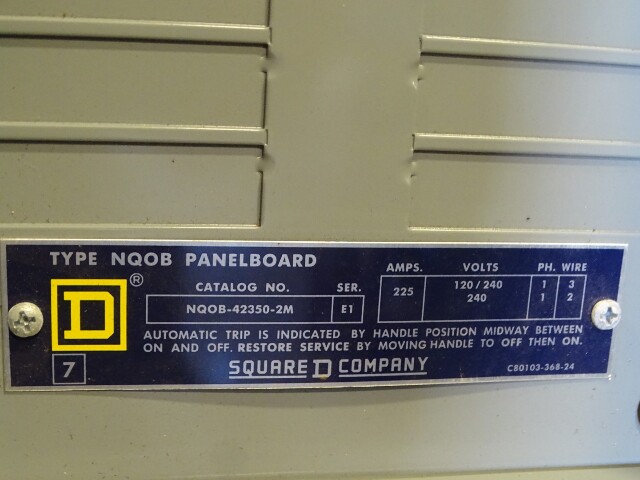 TYPE NQOB PANELBOARD
D ®
CATALOG NO. SER.
NQOB-42350-2M E1
AMPS. VOLTS PH. WIRE
225 120/240 1 3
240 1 2
AUTOMATIC TRIP IS INDICATED BY HANDLE POSITION MIDWAY BETWEEN
ON AND OFF. RESTORE SERVICE BY MOVING HANDLE TO OFF THEN ON.
7
SQUARE D COMPANY
C80103-368-24